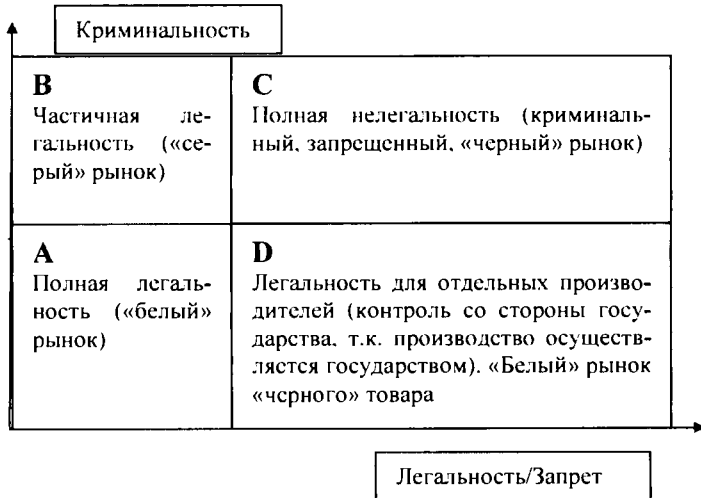 Криминальность
B
Частичная ле-
гальность («се-
рый» рынок)
C
Полная нелегальность (криминаль-
ный, запрещенный, «черный» рынок)
A
Полная легаль-
ность («белый»
рынок)
D
Легальность для отдельных произво-
дителей (контроль со стороны госу-
дарства, т.к. производство осуществ-
ляется государством). «Белый» рынок
«черного» товара
Легальность/Запрет